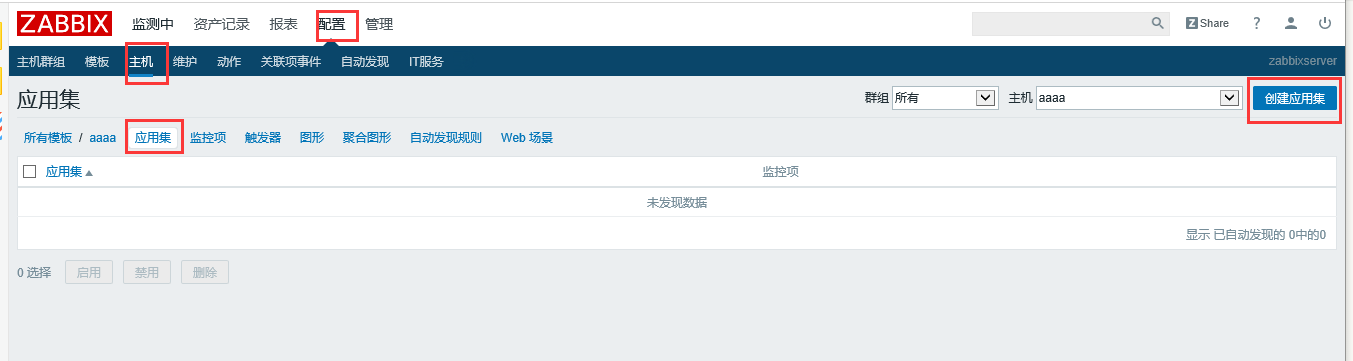 ZABBIX 监测中 资产记录 报表 配置 管理 Z Share ?
主机群组 模板 主机 维护 动作 关联项事件 自动发现 IT服务 zabbixserver
应用集 群组 所有 主机 aaaa 创建应用集
所有模板 / aaaa 应用集 监控项 触发器 图形 聚合图形 自动发现规则 Web 场景
应用集 监控项
未发现数据
显示 已自动发现的 0中的0
0 选择 启用 禁用 删除